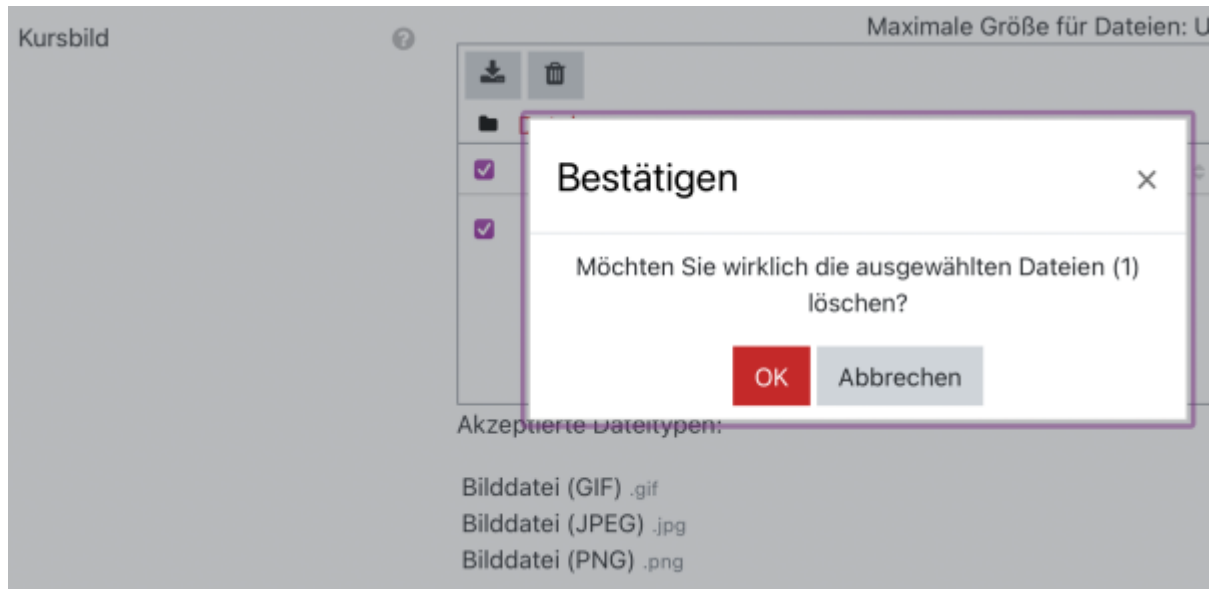 Maximale Größe für Dateien: U
Kursbild
Bestätigen
Möchten Sie wirklich die ausgewählten Dateien (1)
löschen?
OK Abbrechen
Akzeptierte Dateitypen:
Bilddatei (GIF) .gif
Bilddatei (JPEG) .jpg
Bilddatei (PNG) .png